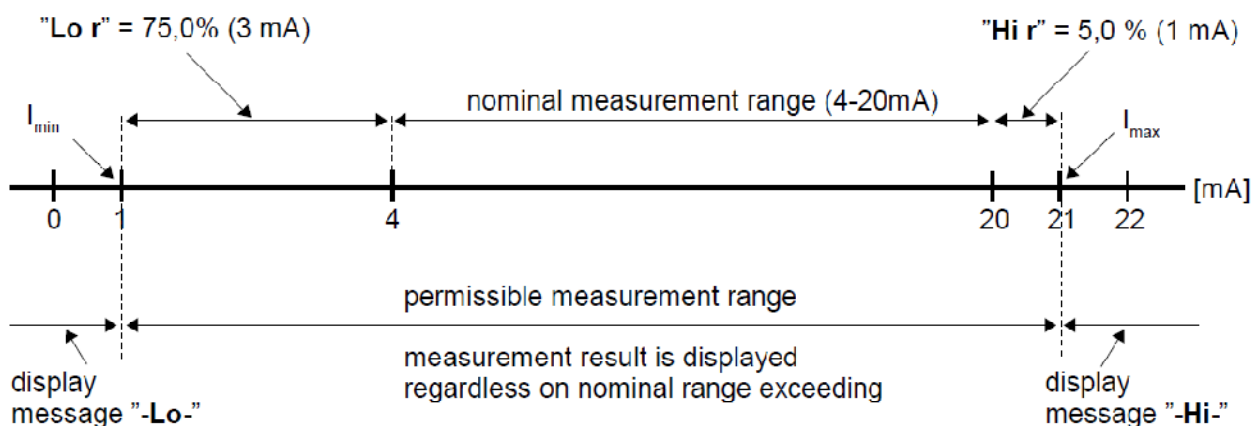 "Lo r" = 75,0% (3 mA)
"Hi r" = 5,0 % (1 mA)
nominal measurement range (4-20mA)
Imin
Imax
0 1 4 20 21 22 [mA]
permissible measurement range
measurement result is displayed
regardless on nominal range exceeding
display
message "-Lo-"
display
message "-Hi-"